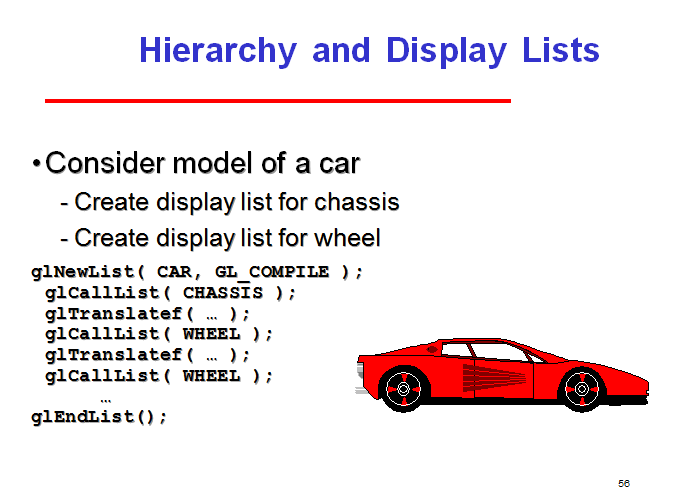 Hierarchy and Display Lists
• Consider model of a car
- Create display list for chassis
- Create display list for wheel
glNewList( CAR, GL_COMPILE );
glCallList( CHASSIS );
glTranslatef( … );
glCallList( WHEEL );
glTranslatef( … );
glCallList( WHEEL );
…
glEndList();
56